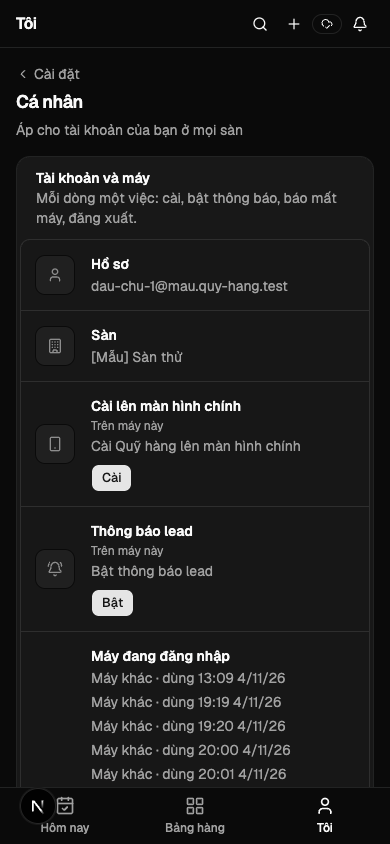 Tôi
Cài đặt
Cá nhân
Áp cho tài khoản của bạn ở mọi sàn
Tài khoản và máy
Mỗi dòng một việc: cài, bật thông báo, báo mất
máy, đăng xuất.
Hồ sơ
dau-chu-1@mau.quy-hang.test
Sàn
[Mẫu] Sàn thử
Cài lên màn hình chính
Trên máy này
Cài Quỹ hàng lên màn hình chính
Cài
Thông báo lead
Trên máy này
Bật thông báo lead
Bật
Máy đang đăng nhập
Máy khác · dùng 13:09 4/11/26
Máy khác · dùng 19:19 4/11/26
Máy khác · dùng 19:20 4/11/26
Máy khác · dùng 20:00 4/11/26
Máy khác · dùng 20:01 4/11/26
N
Hôm nay
Bảng hàng
Tôi